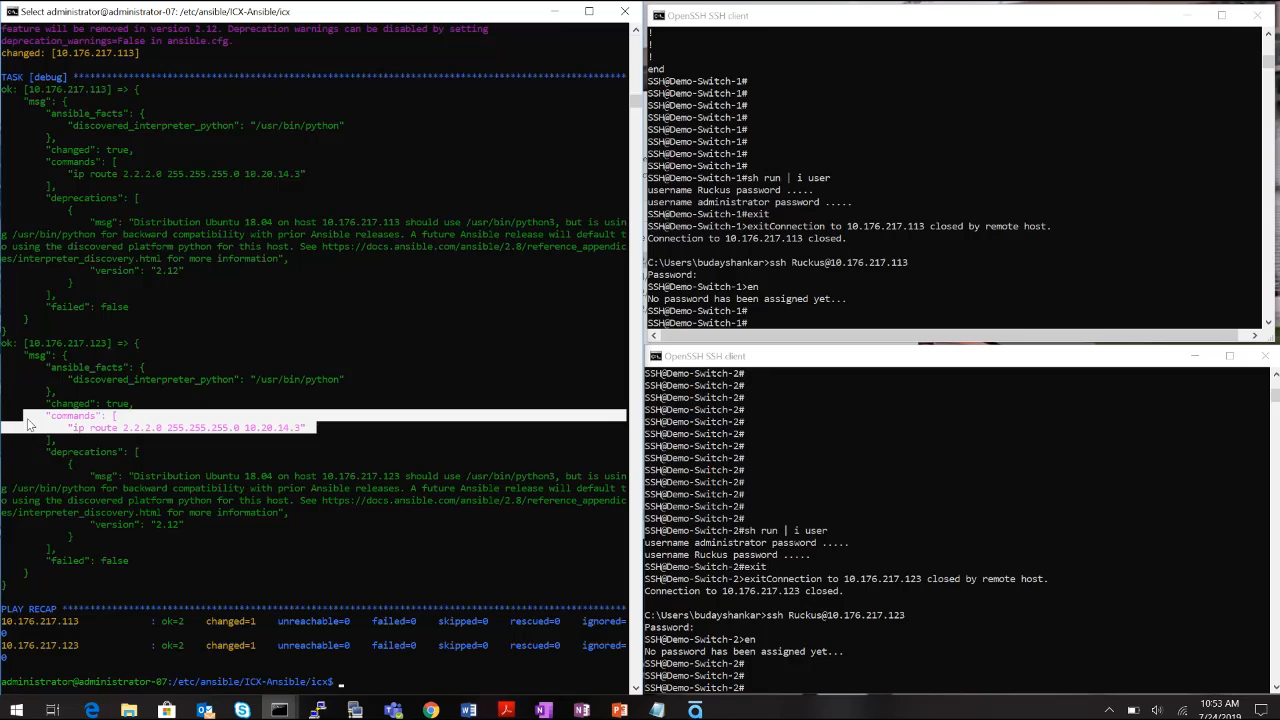 Select administrator@administrator-07: /etc/ansible/ICX-Ansible/icx
feature will be removed in version 2.12. Deprecation warnings can be disabled by setting
deprecation_warnings=False in ansible.cfg.
changed: [10.176.217.113]
TASK [debug] *********************************************************************************************
ok: [10.176.217.113] => {
"msg": {
"ansible_facts": {
"discovered_interpreter_python": "/usr/bin/python"
},
"changed": true,
"commands": [
"ip route 2.2.2.0 255.255.255.0 10.20.14.3"
],
"deprecations": [
{
"msg": "Distribution Ubuntu 18.04 on host 10.176.217.113 should use /usr/bin/python3, but is usin
g /usr/bin/python for backward compatibility with prior Ansible releases. A future Ansible release will default t
o using the discovered platform python for this host. See https://docs.ansible.com/ansible/2.8/reference_appendic
es/interpreter_discovery.html for more information",
"version": "2.12"
}
],
"failed": false
}
}
ok: [10.176.217.123] => {
"msg": {
"ansible_facts": {
"discovered_interpreter_python": "/usr/bin/python"
},
"changed": true,
"commands": [
"ip route 2.2.2.0 255.255.255.0 10.20.14.3"
],
"deprecations": [
{
"msg": "Distribution Ubuntu 18.04 on host 10.176.217.123 should use /usr/bin/python3, but is usin
g /usr/bin/python for backward compatibility with prior Ansible releases. A future Ansible release will default t
o using the discovered platform python for this host. See https://docs.ansible.com/ansible/2.8/reference_appendic
es/interpreter_discovery.html for more information",
"version": "2.12"
}
],
"failed": false
}
}
PLAY RECAP ***********************************************************************************************
10.176.217.113 : ok=2 changed=1 unreachable=0 failed=0 skipped=0 rescued=0 ignored=
0
10.176.217.123 : ok=2 changed=1 unreachable=0 failed=0 skipped=0 rescued=0 ignored=
0
administrator@administrator-07:/etc/ansible/ICX-Ansible/icx$
OpenSSH SSH client
!
!
!
end
SSH@Demo-Switch-1#
SSH@Demo-Switch-1#
SSH@Demo-Switch-1#
SSH@Demo-Switch-1#
SSH@Demo-Switch-1#
SSH@Demo-Switch-1#
SSH@Demo-Switch-1#
SSH@Demo-Switch-1#
SSH@Demo-Switch-1#sh run | i user
username Ruckus password .....
username administrator password .....
SSH@Demo-Switch-1#exit
SSH@Demo-Switch-1>exitConnection to 10.176.217.113 closed by remote host.
Connection to 10.176.217.113 closed.
C:\Users\budayshankar>ssh Ruckus@10.176.217.113
Password:
SSH@Demo-Switch-1>en
No password has been assigned yet...
SSH@Demo-Switch-1#
SSH@Demo-Switch-1#
OpenSSH SSH client
SSH@Demo-Switch-2#
SSH@Demo-Switch-2#
SSH@Demo-Switch-2#
SSH@Demo-Switch-2#
SSH@Demo-Switch-2#
SSH@Demo-Switch-2#
SSH@Demo-Switch-2#
SSH@Demo-Switch-2#
SSH@Demo-Switch-2#
SSH@Demo-Switch-2#
SSH@Demo-Switch-2#
SSH@Demo-Switch-2#
SSH@Demo-Switch-2#
SSH@Demo-Switch-2#sh run | i user
username administrator password .....
username Ruckus password .....
SSH@Demo-Switch-2#exit
SSH@Demo-Switch-2>exitConnection to 10.176.217.123 closed by remote host.
Connection to 10.176.217.123 closed.
C:\Users\budayshankar>ssh Ruckus@10.176.217.123
Password:
SSH@Demo-Switch-2>en
No password has been assigned yet...
SSH@Demo-Switch-2#
SSH@Demo-Switch-2#
SSH@Demo-Switch-2#
10:53 AM
7/24/2019